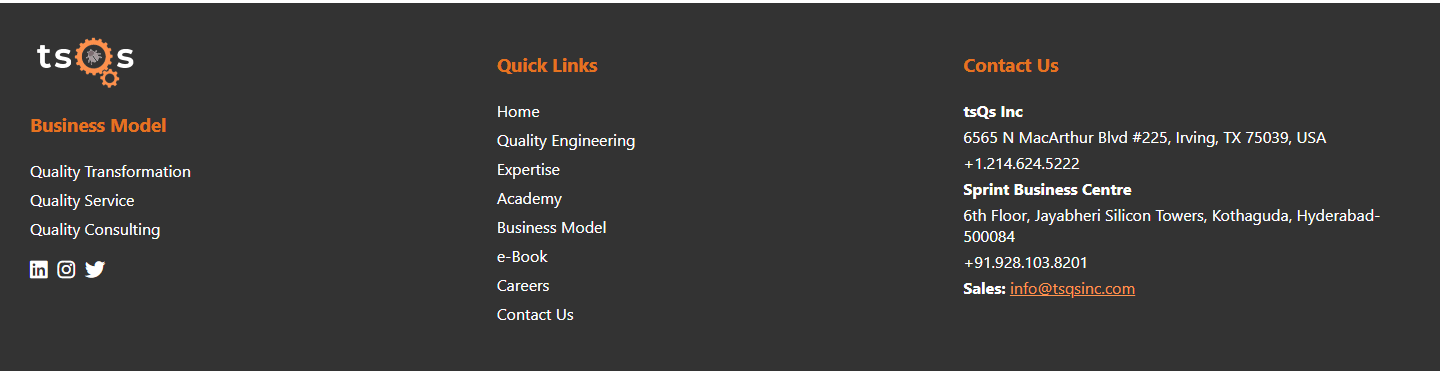 tsQs
Business Model
Quality Transformation
Quality Service
Quality Consulting
Quick Links
Home
Quality Engineering
Expertise
Academy
Business Model
e-Book
Careers
Contact Us
Contact Us
tsQs Inc
6565 N MacArthur Blvd #225, Irving, TX 75039, USA
+1.214.624.5222
Sprint Business Centre
6th Floor, Jayabheri Silicon Towers, Kothaguda, Hyderabad-
500084
+91.928.103.8201
Sales: info@tsqsinc.com